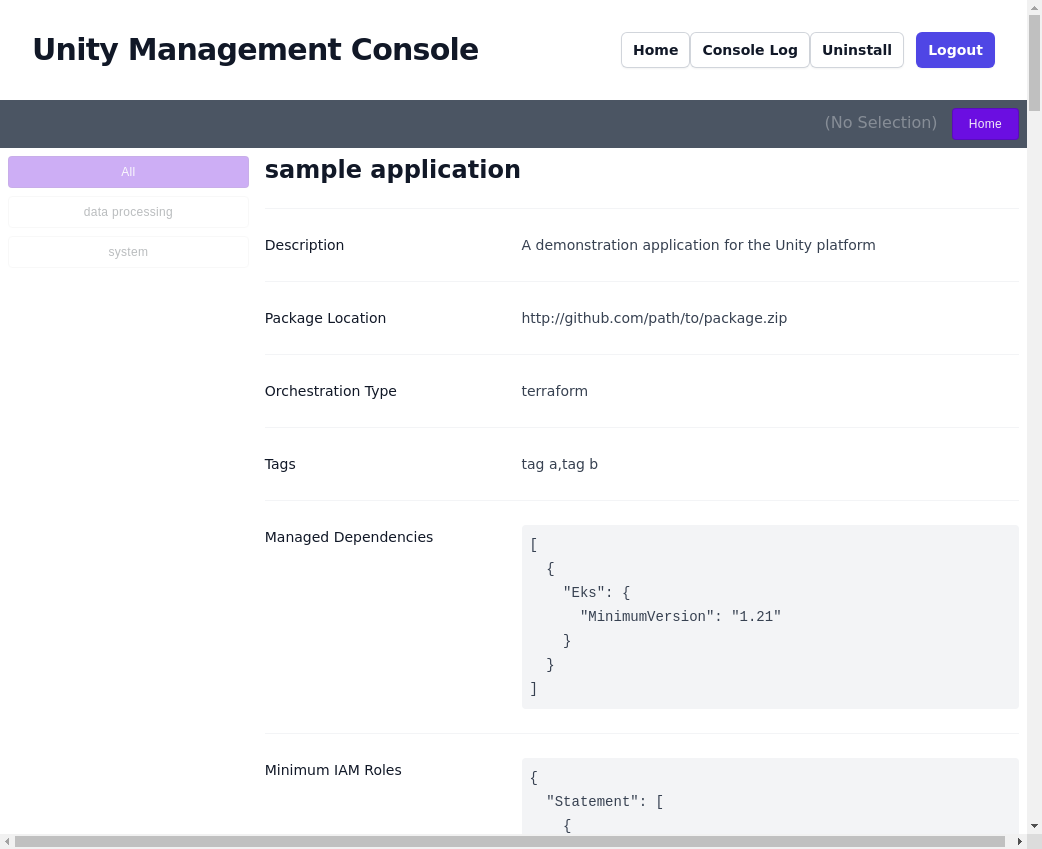 Unity Management Console
Home Console Log Uninstall Logout
(No Selection) Home
All
data processing
system
sample application
Description
A demonstration application for the Unity platform
Package Location
http://github.com/path/to/package.zip
Orchestration Type
terraform
Tags
tag a,tag b
Managed Dependencies
[
  {
    "Eks": {
      "MinimumVersion": "1.21"
    }
  }
]
Minimum IAM Roles
{
  "Statement": [
    {